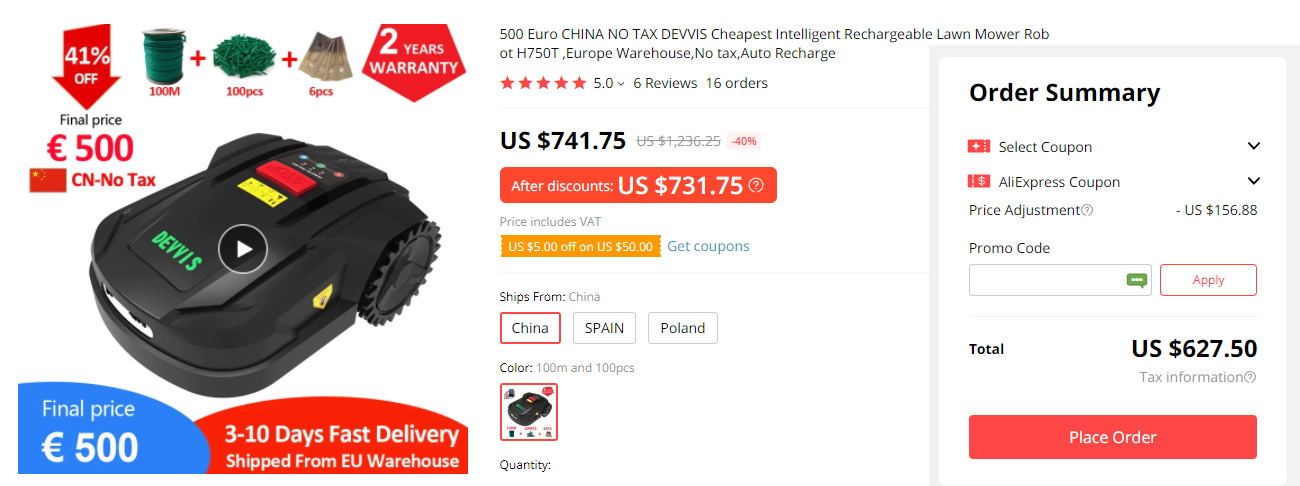 41%
OFF
100M
+
100pcs
+
6pcs
2 YEARS
WARRANTY
Final price
€ 500
CN-No Tax
DEVVIS
Final price
€ 500
3-10 Days Fast Delivery
Shipped From EU Warehouse
500 Euro CHINA NO TAX DEVVIS Cheapest Intelligent Rechargeable Lawn Mower Rob
ot H750T ,Europe Warehouse,No tax,Auto Recharge
5.0 6 Reviews 16 orders
US $741.75 US $1,236.25 -40%
After discounts: US $731.75 ?
Price includes VAT
US $5.00 off on US $50.00 Get coupons
Ships From: China
China SPAIN Poland
Color: 100m and 100pcs
Quantity:
Order Summary
Select Coupon
AliExpress Coupon
Price Adjustment? - US $156.88
Promo Code
Apply
Total US $627.50
Tax information?
Place Order